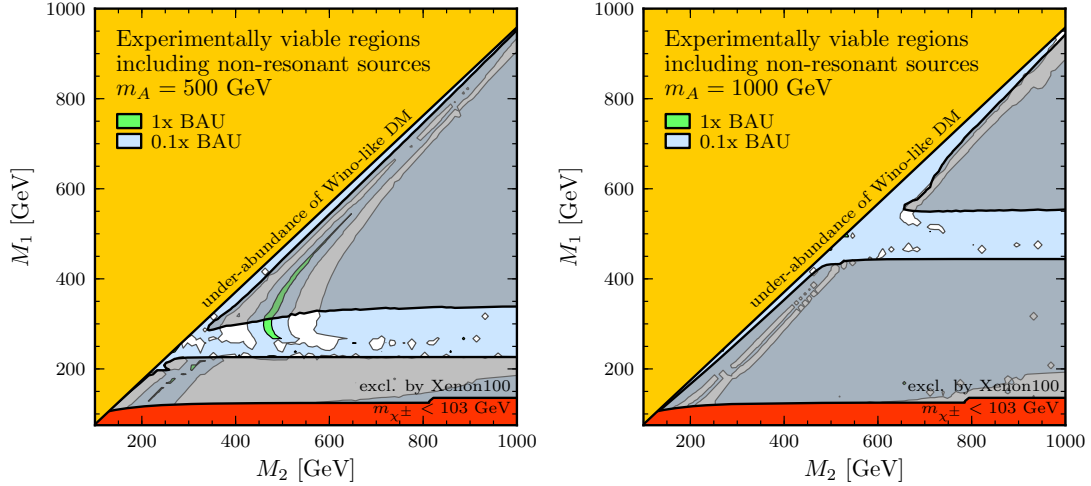 Experimentally viable regions
including non-resonant sources
m_A = 500 GeV
1x BAU
0.1x BAU
under-abundance of Wino-like DM
excl. by Xenon100
m_χ± < 103 GeV
M_1 [GeV]
800
600
400
200
200
400
600
800
1000
M_2 [GeV]
Experimentally viable regions
including non-resonant sources
m_A = 1000 GeV
1x BAU
0.1x BAU
under-abundance of Wino-like DM
excl. by Xenon100
m_χ± < 103 GeV
M_1 [GeV]
800
600
400
200
200
400
600
800
1000
M_2 [GeV]